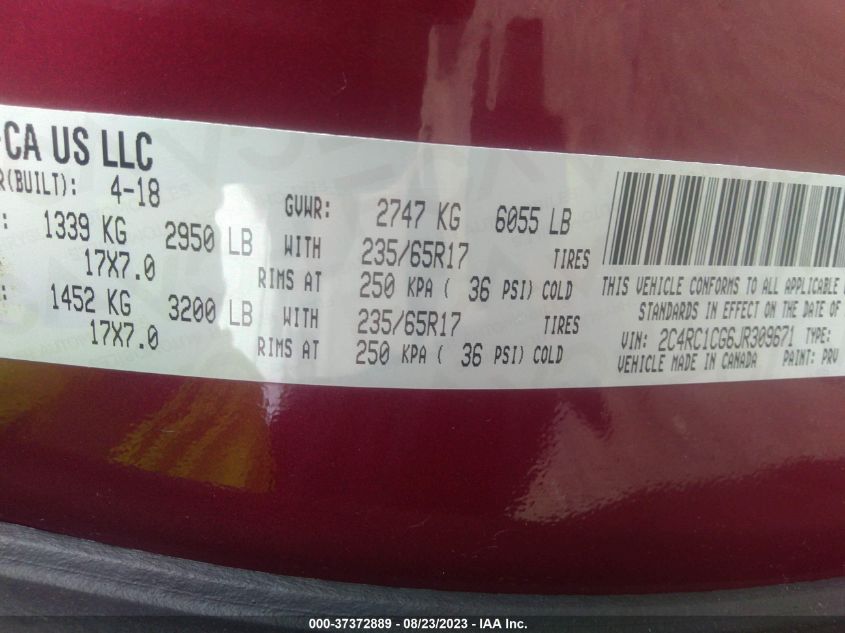 CA US LLC
R(BUILT): 4-18 GVWR: 2747 KG 6055 LB
: 1339 KG 2950 LB WITH 235/65R17 TIRES
17X7.0 RIMS AT 250 KPA ( 36 PSI) COLD
: 1452 KG 3200 LB WITH 235/65R17 TIRES
17X7.0 RIMS AT 250 KPA ( 36 PSI) COLD
THIS VEHICLE CONFORMS TO ALL APPLICABLE
STANDARDS IN EFFECT ON THE DATE OF
VIN: 2C4RC1CG6JR309671 TYPE:
VEHICLE MADE IN CANADA PAINT: PRV
000-37372889 - 08/23/2023 - IAA Inc.